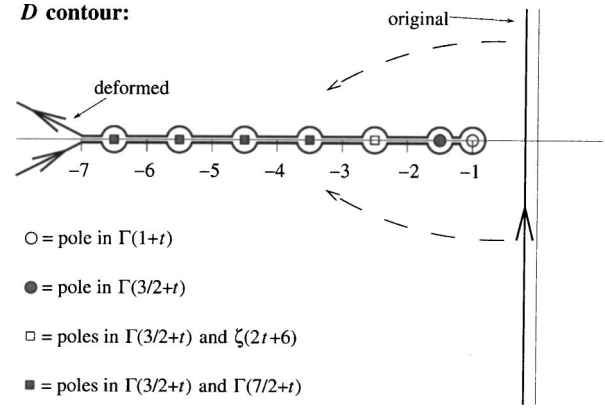 D contour:
original
deformed
−7 −6 −5 −4 −3 −2 −1
= pole in Γ(1+t)
= pole in Γ(3/2+t)
= poles in Γ(3/2+t) and ζ(2t+6)
= poles in Γ(3/2+t) and Γ(7/2+t)